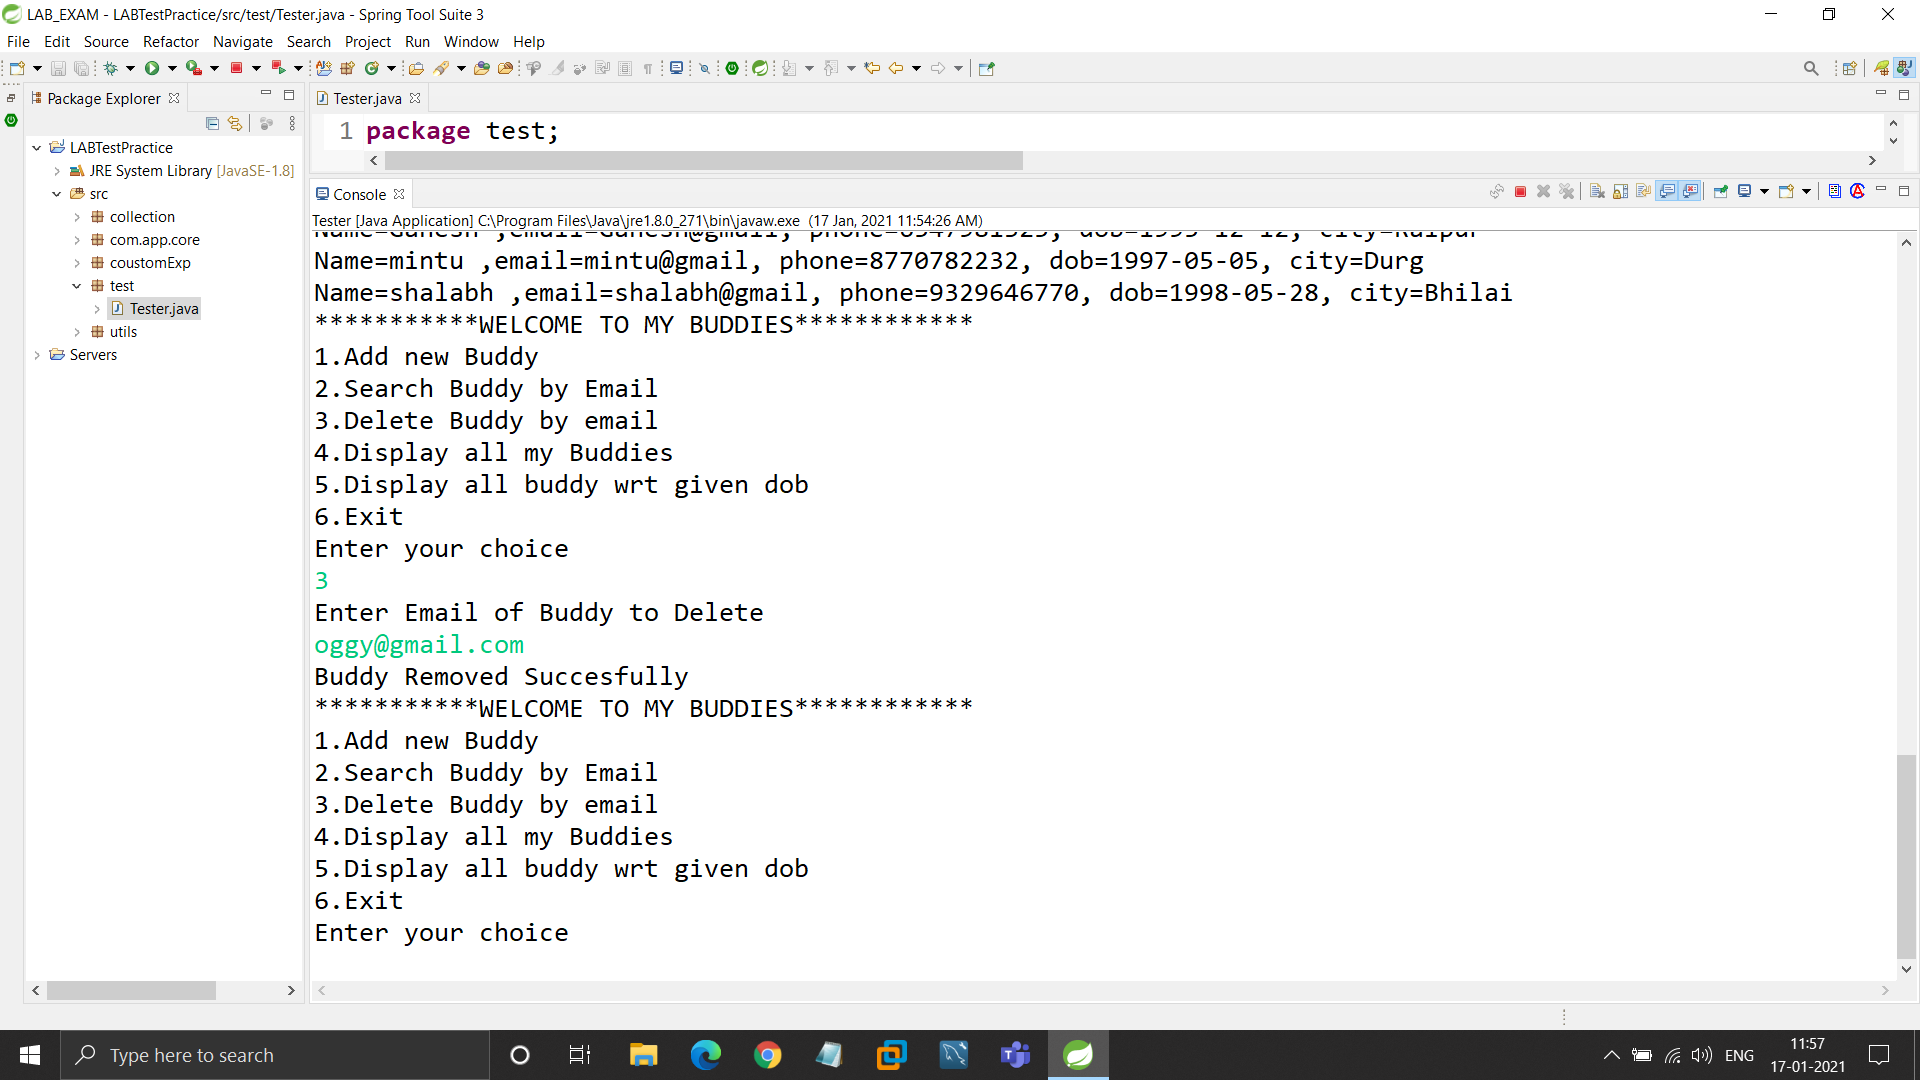 LAB_EXAM - LABTestPractice/src/test/Tester.java - Spring Tool Suite 3
File Edit Source Refactor Navigate Search Project Run Window Help
Package Explorer
LABTestPractice
JRE System Library [JavaSE-1.8]
src
collection
com.app.core
coustomExp
test
Tester.java
utils
Servers
Tester.java
1 package test;
Console
Tester [Java Application] C:\Program Files\Java\jre1.8.0_271\bin\javaw.exe (17 Jan, 2021 11:54:26 AM)
Name=mintu ,email=mintu@gmail, phone=8770782232, dob=1997-05-05, city=Durg
Name=shalabh ,email=shalabh@gmail, phone=9329646770, dob=1998-05-28, city=Bhilai
***********WELCOME TO MY BUDDIES************
1.Add new Buddy
2.Search Buddy by Email
3.Delete Buddy by email
4.Display all my Buddies
5.Display all buddy wrt given dob
6.Exit
Enter your choice
3
Enter Email of Buddy to Delete
oggy@gmail.com
Buddy Removed Succesfully
***********WELCOME TO MY BUDDIES************
1.Add new Buddy
2.Search Buddy by Email
3.Delete Buddy by email
4.Display all my Buddies
5.Display all buddy wrt given dob
6.Exit
Enter your choice
Type here to search
ENG
11:57
17-01-2021